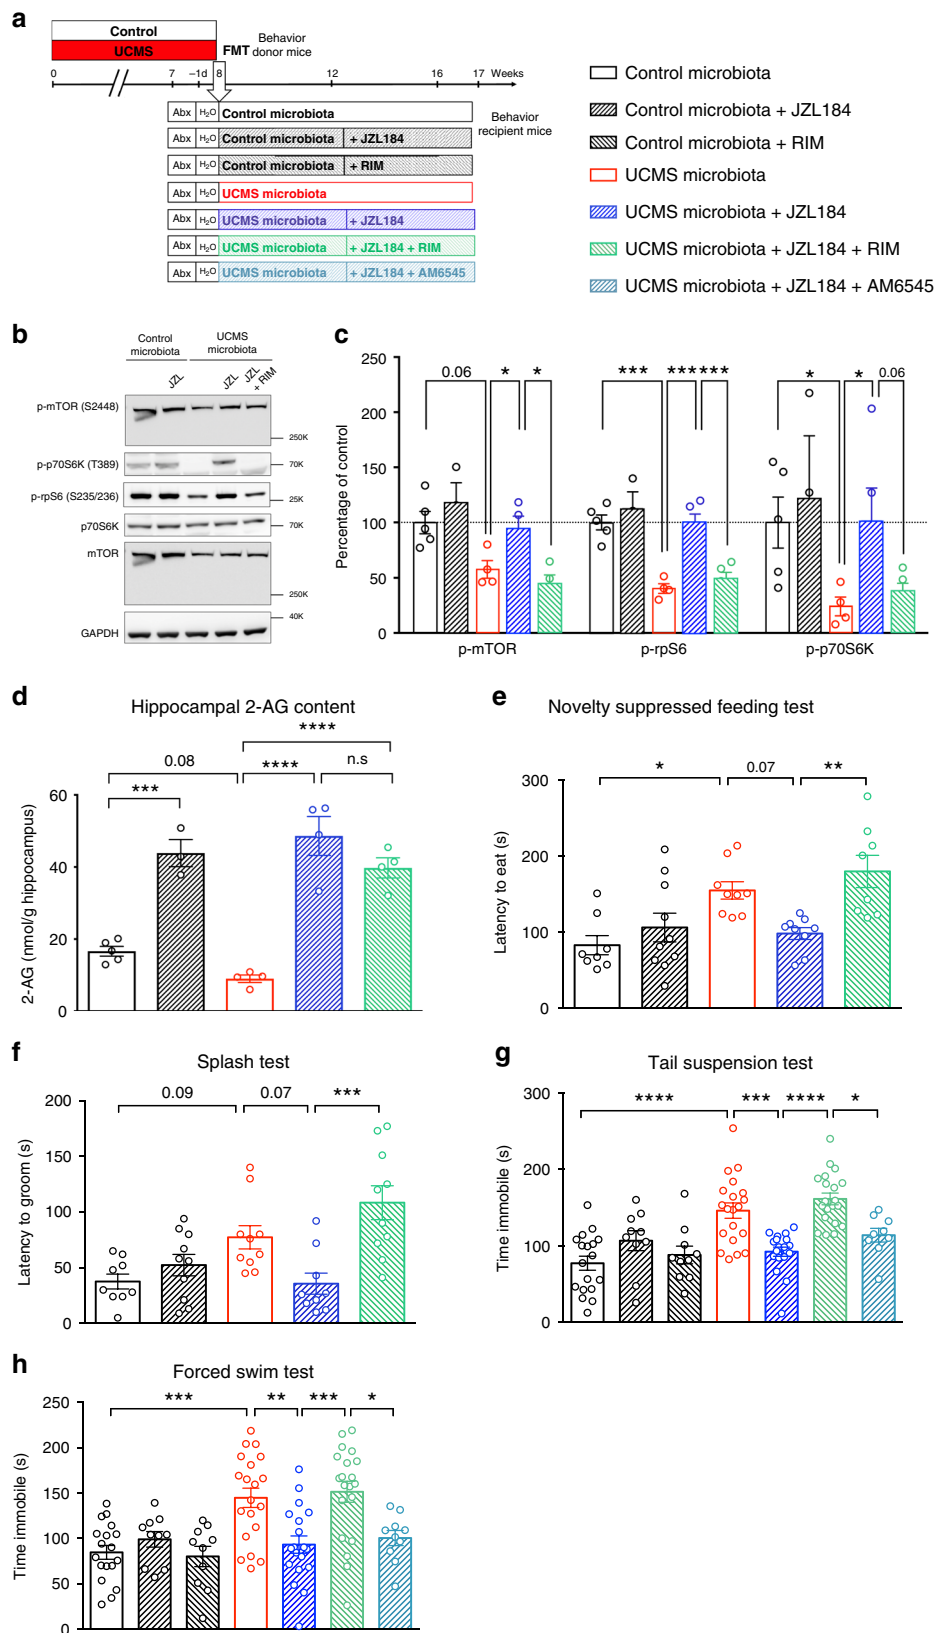 a
Control
UCMS
FMT
Behavior
donor mice
0
7
–1d
8
12
16
17
Weeks
Abx
H2O
Control microbiota
Behavior
recipient mice
Abx
H2O
Control microbiota
+ JZL184
Abx
H2O
Control microbiota
+ RIM
Abx
H2O
UCMS microbiota
Abx
H2O
UCMS microbiota
+ JZL184
Abx
H2O
UCMS microbiota
+ JZL184 + RIM
Abx
H2O
UCMS microbiota
+ JZL184 + AM6545
Control microbiota
Control microbiota + JZL184
Control microbiota + RIM
UCMS microbiota
UCMS microbiota + JZL184
UCMS microbiota + JZL184 + RIM
UCMS microbiota + JZL184 + AM6545
b
Control
microbiota
UCMS
microbiota
JZL
JZL
JZL
+ RIM
p-mTOR (S2448)
250K
p-p70S6K (T389)
70K
p-rpS6 (S235/236)
25K
p70S6K
70K
mTOR
250K
40K
GAPDH
c
Percentage of control
250
200
150
100
50
0
0.06
*
*
***
***
***
*
*
0.06
p-mTOR
p-rpS6
p-p70S6K
d
Hippocampal 2-AG content
2-AG (nmol/g hippocampus)
60
40
20
0
****
0.08
****
n.s
***
e
Novelty suppressed feeding test
Latency to eat (s)
300
200
100
0
*
0.07
**
f
Splash test
Latency to groom (s)
200
150
100
50
0
0.09
0.07
***
g
Tail suspension test
Time immobile (s)
300
200
100
0
****
***
****
*
h
Forced swim test
Time immobile (s)
250
200
150
100
50
0
***
**
***
*